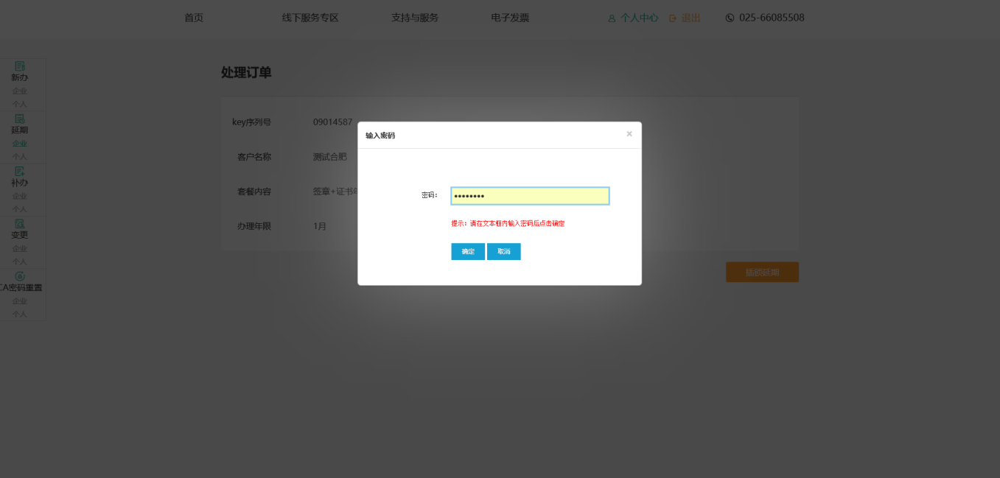 首页 线下服务专区 支持与服务 电子发票 个人中心 退出 025-66085508
新办
企业
个人
延期
企业
个人
补办
企业
个人
变更
企业
个人
CA密码重置
企业
个人
处理订单
key序列号 09014587
客户名称 测试合肥
套餐内容 签章+证书年
办理年限 1月
插锁延期
输入密码 ×
密码: ••••••••
提示: 请在文本框内输入密码后点击确定
确定 取消